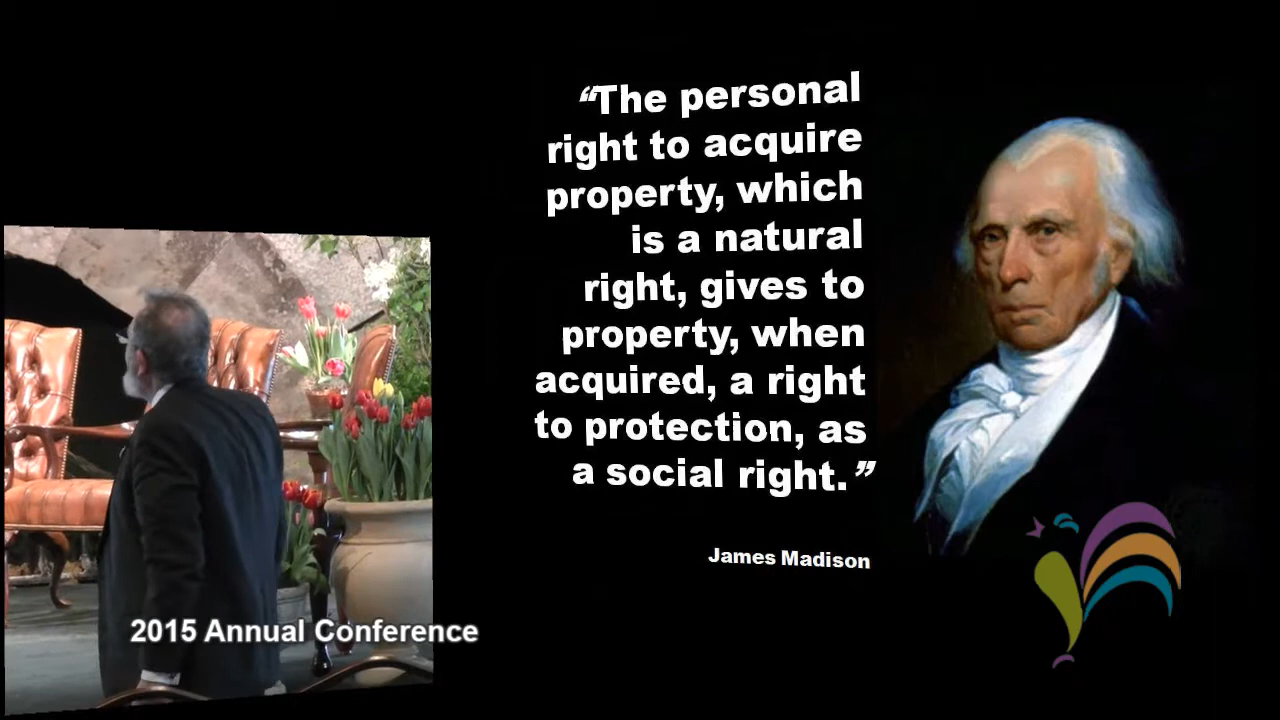 “The personal
right to acquire
property, which
is a natural
right, gives to
property, when
acquired, a right
to protection, as
a social right.”
James Madison
2015 Annual Conference